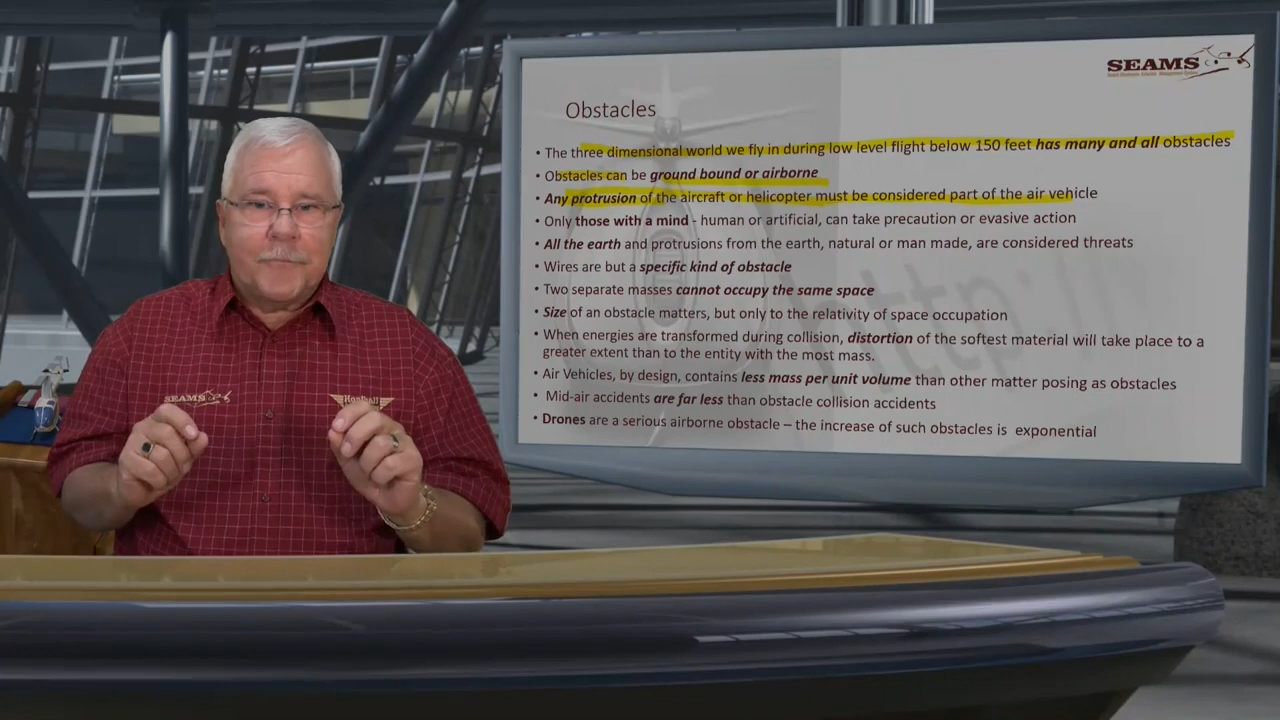 SEAMS
Obstacles
• The three dimensional world we fly in during low level flight below 150 feet has many and all obstacles
• Obstacles can be ground bound or airborne
• Any protrusion of the aircraft or helicopter must be considered part of the air vehicle
• Only those with a mind - human or artificial, can take precaution or evasive action
• All the earth and protrusions from the earth, natural or man made, are considered threats
• Wires are but a specific kind of obstacle
• Two separate masses cannot occupy the same space
• Size of an obstacle matters, but only to the relativity of space occupation
• When energies are transformed during collision, distortion of the softest material will take place to a
greater extent than to the entity with the most mass.
• Air Vehicles, by design, contains less mass per unit volume than other matter posing as obstacles
• Mid-air accidents are far less than obstacle collision accidents
• Drones are a serious airborne obstacle – the increase of such obstacles is exponential
http:/
SEAMS